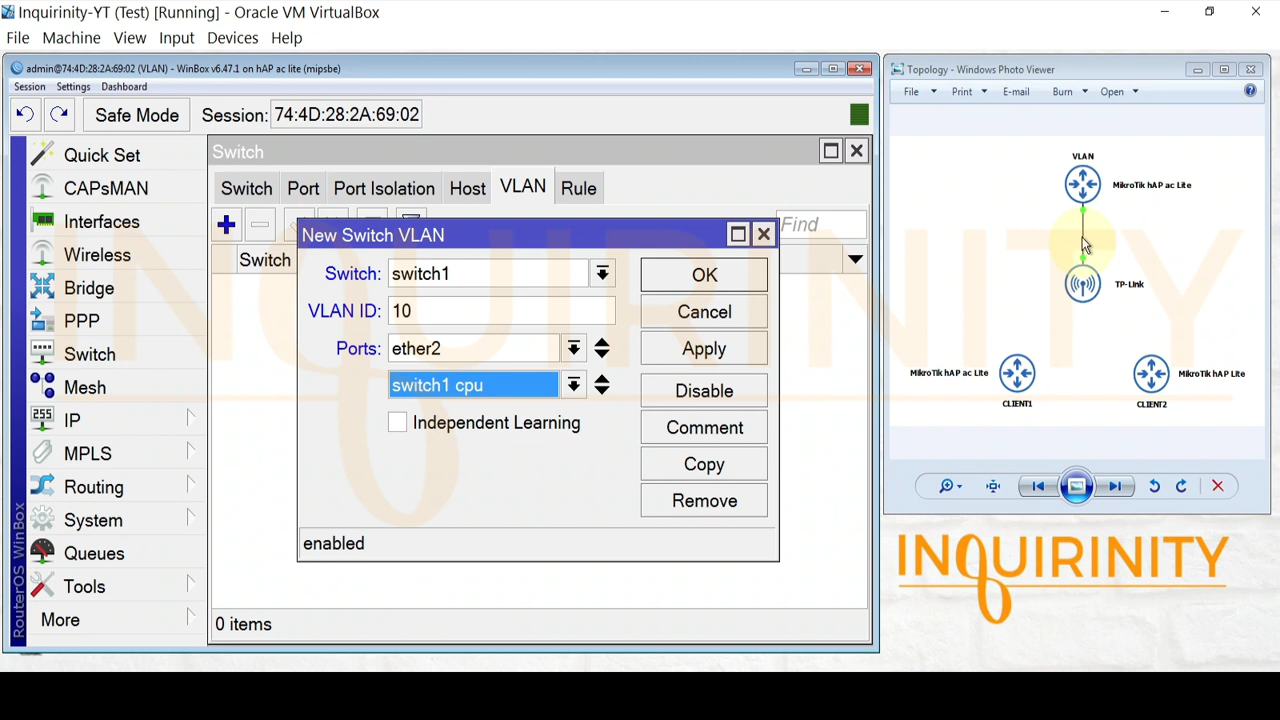 Inquirinity-YT (Test) [Running] - Oracle VM VirtualBox
File Machine View Input Devices Help
admin@74:4D:28:2A:69:02 (VLAN) - WinBox v6.47.1 on hAP ac lite (mipsbe)
Session Settings Dashboard
Safe Mode Session: 74:4D:28:2A:69:02
Quick Set
CAPsMAN
Interfaces
Wireless
Bridge
PPP
Switch
Mesh
255 IP
MPLS
Routing
System
Queues
Tools
More
RouterOS WinBox
Switch
Switch Port Port Isolation Host VLAN Rule
Find
Switch
New Switch VLAN
Switch: switch1
VLAN ID: 10
Ports: ether2
switch1 cpu
Independent Learning
OK
Cancel
Apply
Disable
Comment
Copy
Remove
enabled
0 items
Topology - Windows Photo Viewer
File Print E-mail Burn Open
VLAN
MikroTik hAP ac Lite
TP-Link
MikroTik hAP ac Lite
CLIENT1
MikroTik hAP Lite
CLIENT2
INQUIRINITY
INQUIRINITY